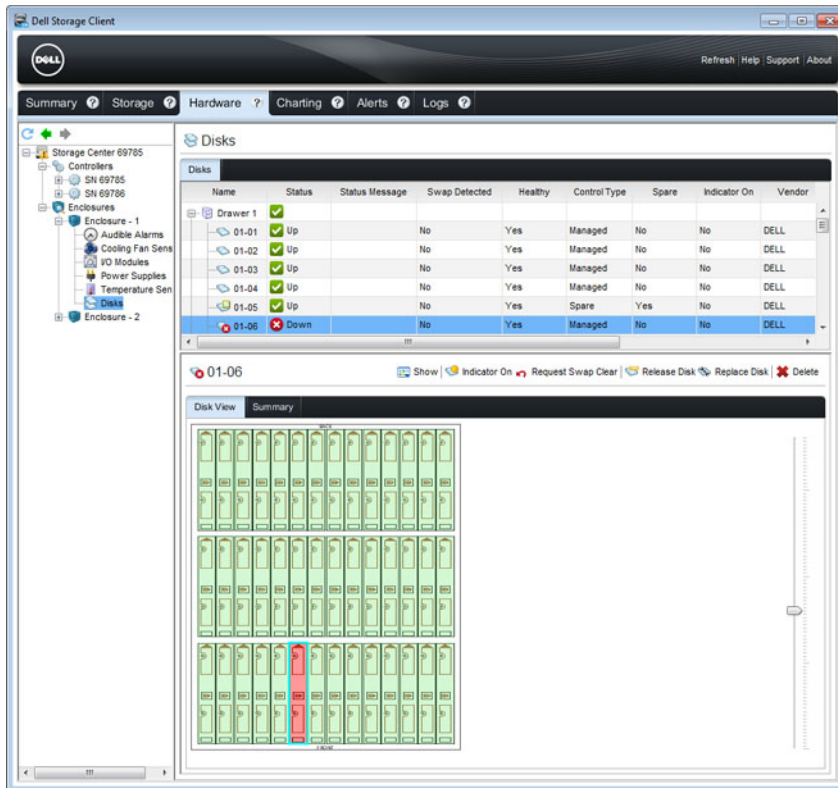 Dell Storage Client
DELL
Refresh | Help | Support | About
Summary ? Storage ? Hardware ? Charting ? Alerts ? Logs ?
Storage Center 69785
Controllers
SN 69785
SN 69786
Enclosures
Enclosure - 1
Audible Alarms
Cooling Fan Sens
I/O Modules
Power Supplies
Temperature Sen
Disks
Enclosure - 2
Disks
Disks
Name Status Status Message Swap Detected Healthy Control Type Spare Indicator On Vendor
Drawer 1
01-01 Up No Yes Managed No No DELL
01-02 Up No Yes Managed No No DELL
01-03 Up No Yes Managed No No DELL
01-04 Up No Yes Managed No No DELL
01-05 Up No Yes Spare Yes No DELL
01-06 Down No Yes Managed No No DELL
01-06 Show | Indicator On Request Swap Clear | Release Disk Replace Disk | Delete
Disk View Summary
BACK
FRONT